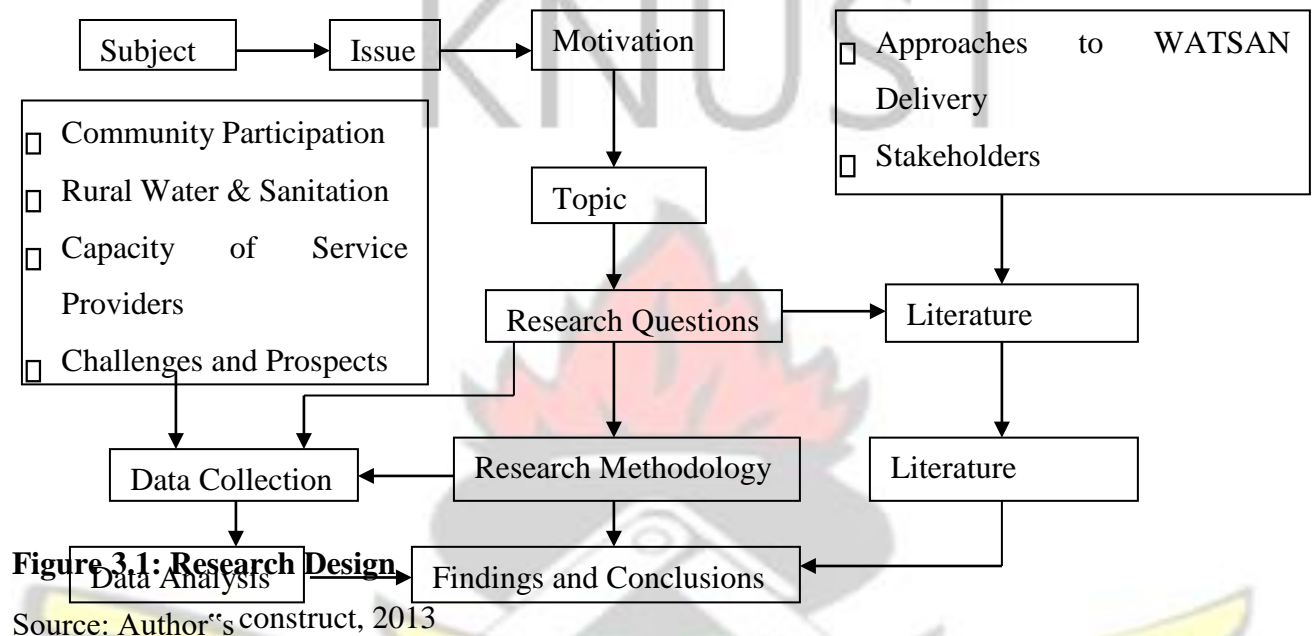 KNUST
Subject
Issue
Motivation
Approaches to WATSAN
Delivery
Stakeholders
Community Participation
Rural Water & Sanitation
Capacity of Service
Providers
Challenges and Prospects
Topic
Research Questions
Literature
Data Collection
Research Methodology
Literature
Data Analysis
Findings and Conclusions
Figure 3.1: Research Design
Source: Author‟s construct, 2013